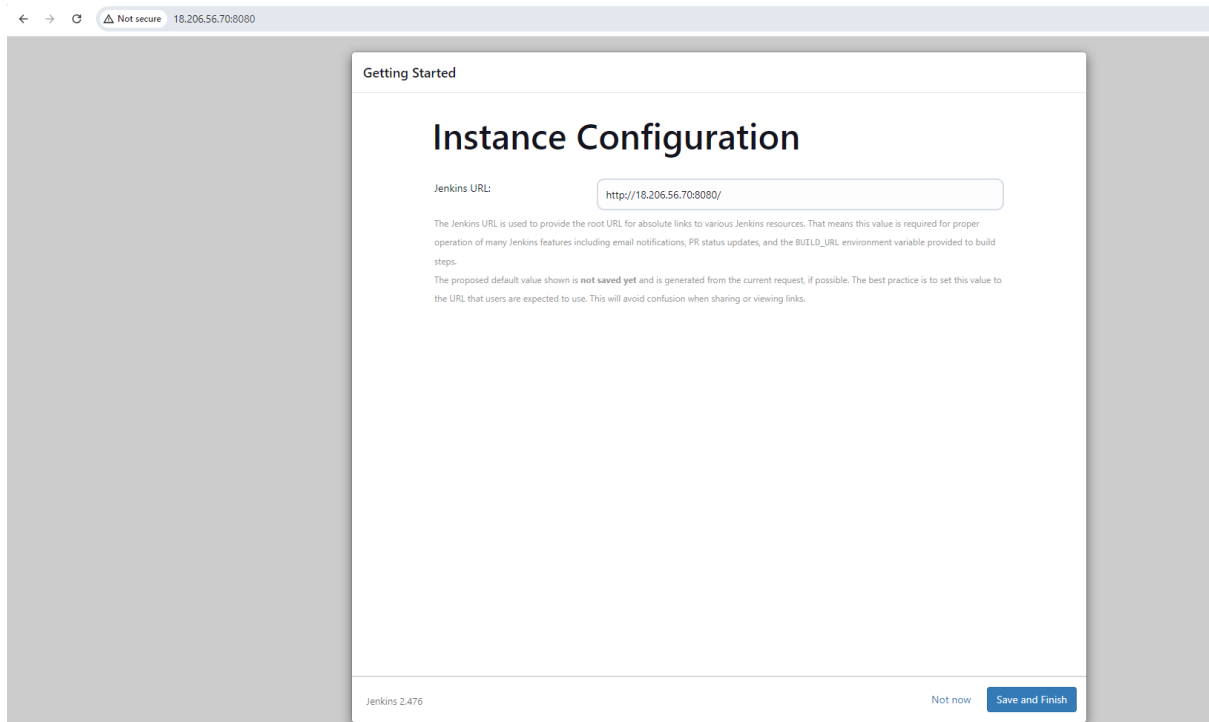 Not secure 18.206.56.70:8080
Getting Started
Instance Configuration
Jenkins URL: http://18.206.56.70:8080/
The Jenkins URL is used to provide the root URL for absolute links to various Jenkins resources. That means this value is required for proper
operation of many Jenkins features including email notifications, PR status updates, and the BUILD_URL environment variable provided to build
steps.
The proposed default value shown is not saved yet and is generated from the current request, if possible. The best practice is to set this value to
the URL that users are expected to use. This will avoid confusion when sharing or viewing links.
Jenkins 2.476 Not now Save and Finish